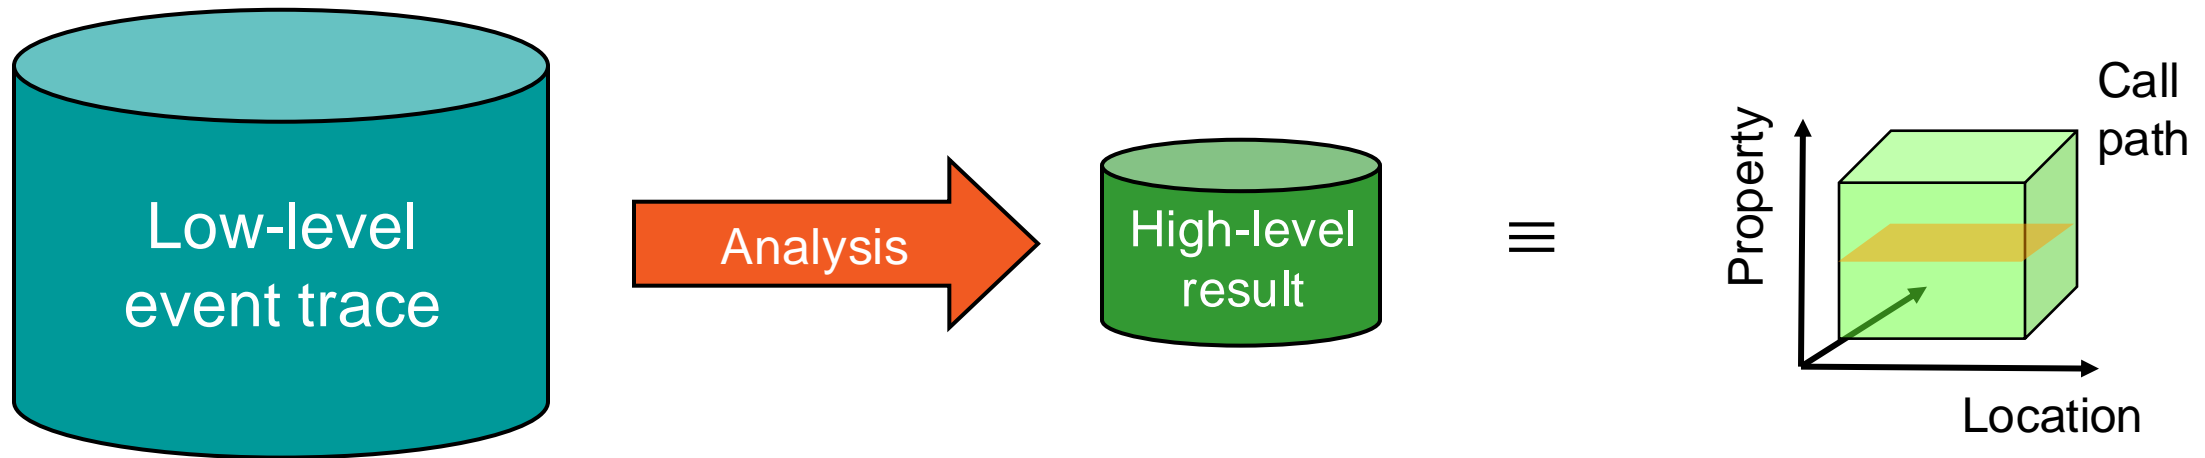 Low-level
event trace
Analysis
High-level
result
≡
Property
Call
path
Location